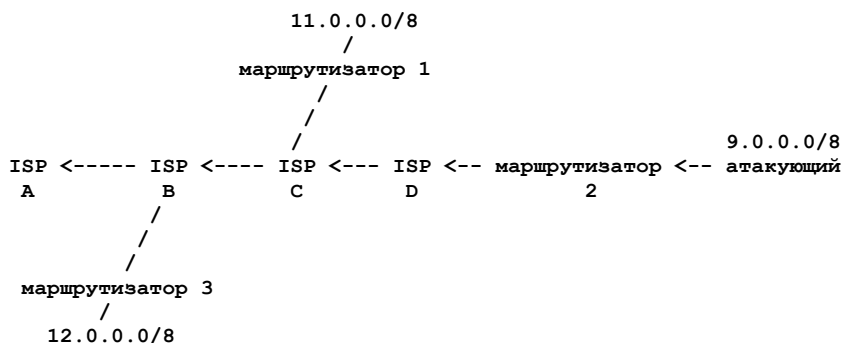 11.0.0.0/8
/
маршрутизатор 1
/
/
/
9.0.0.0/8
ISP <----- ISP <---- ISP <--- ISP <-- маршрутизатор <-- атакующий
A B C D 2
/
/
/
маршрутизатор 3
/
12.0.0.0/8